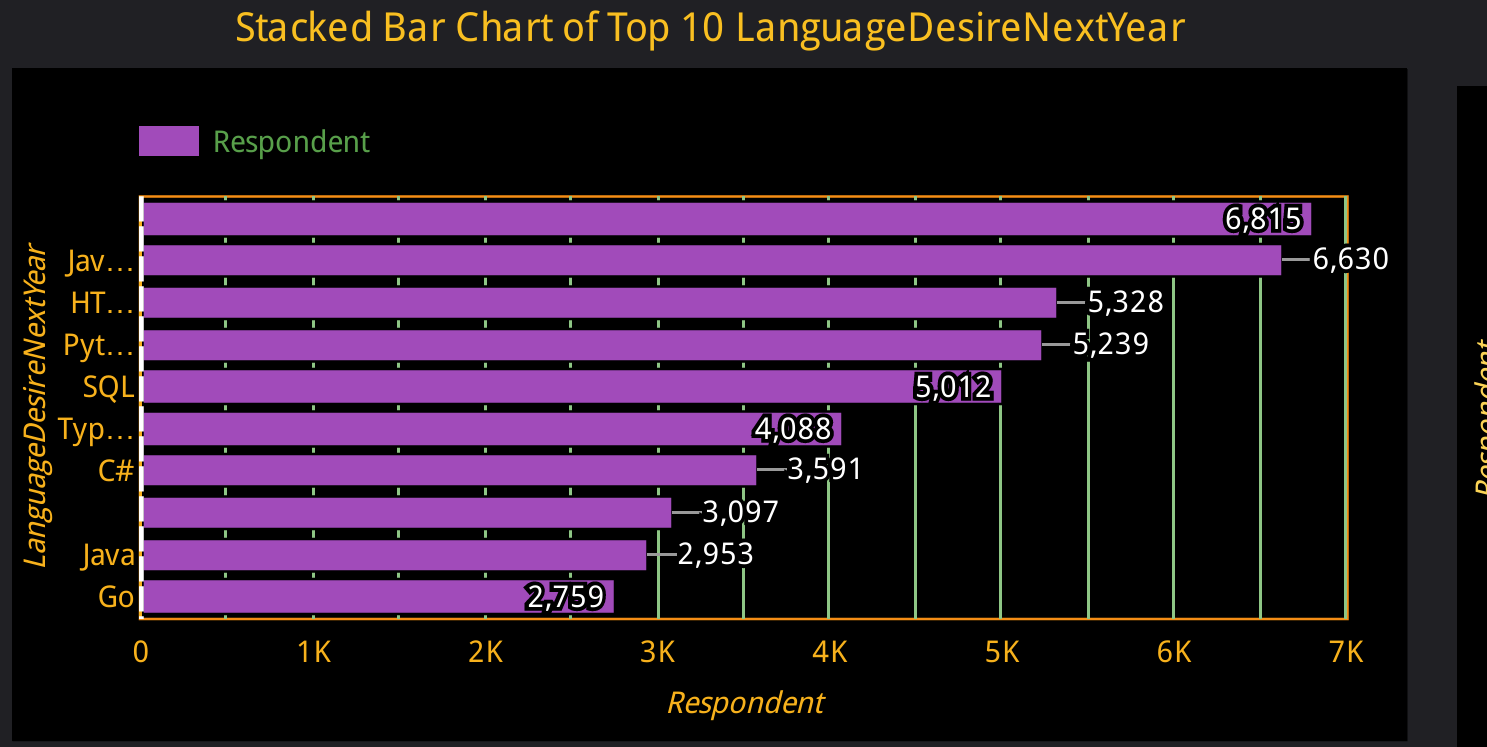 Stacked Bar Chart of Top 10 LanguageDesireNextYear
Respondent
LanguageDesireNextYear
6,815
Jav... 6,630
HT... 5,328
Pyt... 5,239
SQL 5,012
Typ... 4,088
C# 3,591
3,097
Java 2,953
Go 2,759
0 1K 2K 3K 4K 5K 6K 7K
Respondent
Respondent